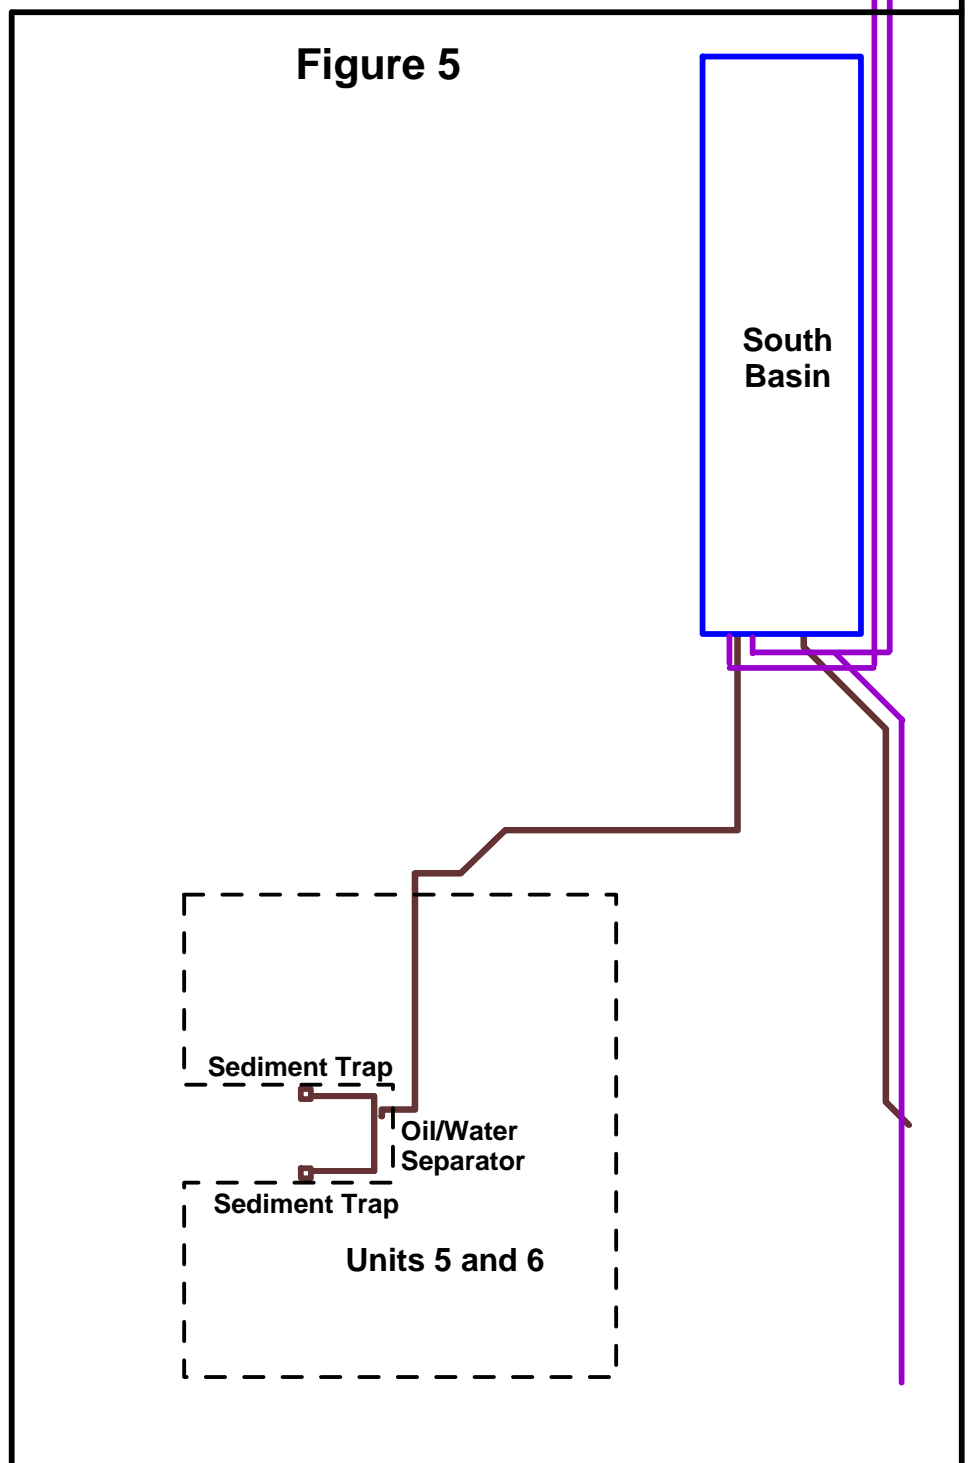 Figure 5
South
Basin
Sediment Trap
Oil/Water
Separator
Sediment Trap
Units 5 and 6